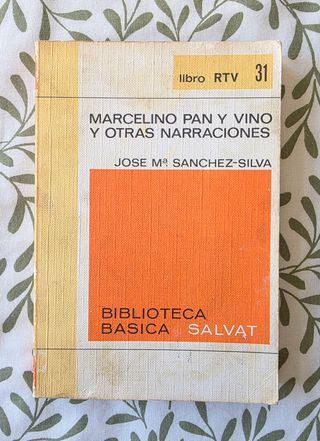 libro RTV 31
MARCELINO PAN Y VINO
Y OTRAS NARRACIONES
JOSE Mª SANCHEZ-SILVA
BIBLIOTECA
BASICA SALVAT